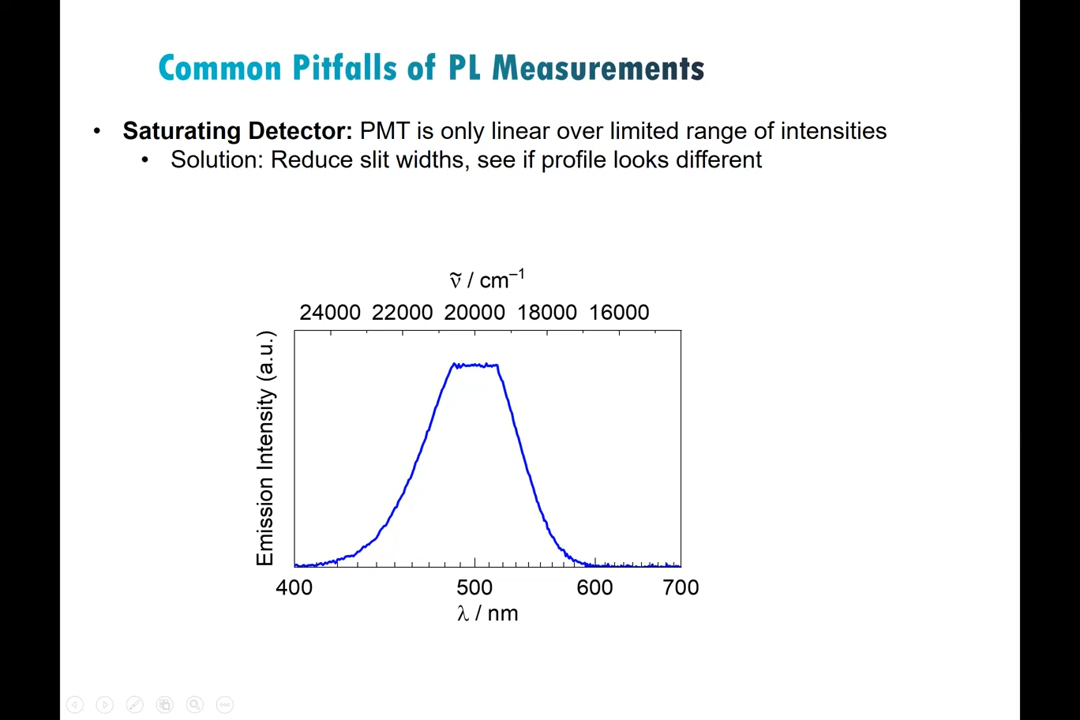 Common Pitfalls of PL Measurements
• Saturating Detector: PMT is only linear over limited range of intensities
• Solution: Reduce slit widths, see if profile looks different
ν̃ / cm⁻¹
24000 22000 20000 18000 16000
Emission Intensity (a.u.)
400 500 600 700
λ / nm